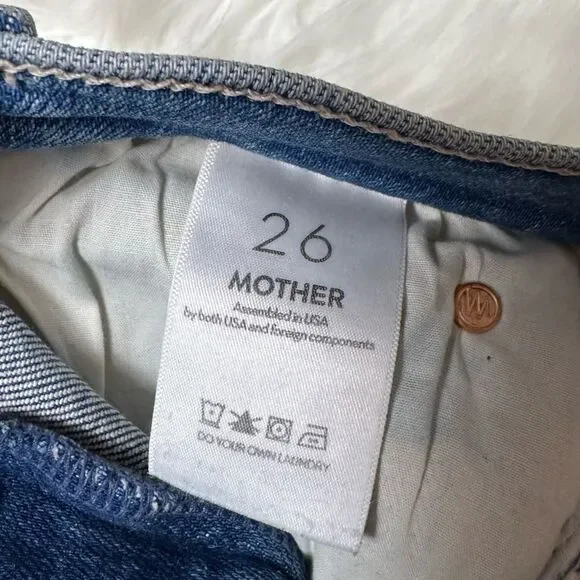 26
MOTHER
Assembled in USA
by both USA and foreign components
DO YOUR OWN LAUNDRY
M